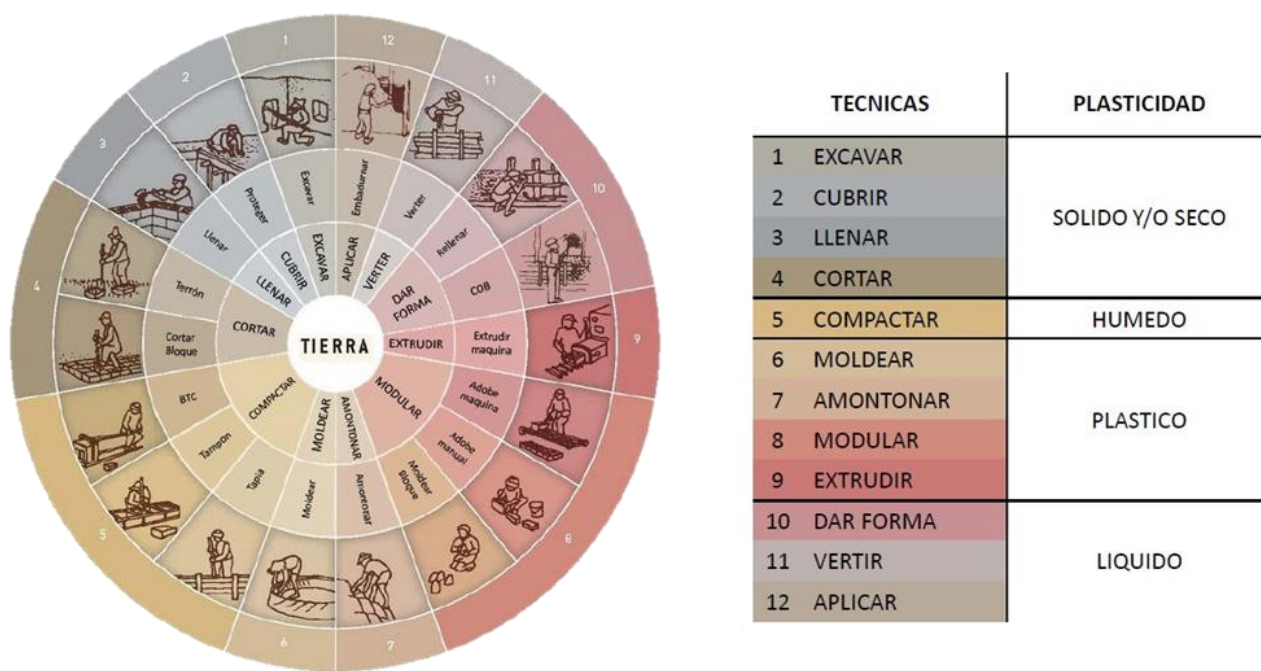 1
12
11
10
9
8
7
6
5
4
3
2
Excavar
Embadurnar
Verter
Rellenar
COB
Extrudir
maquina
Adobe
maquina
Adobe
manual
Moldear
Bloque
Amontonar
Moldear
Tapia
Tampon
BTC
Cortar
Bloque
Terrón
Llenar
Proteger
EXCAVAR
APLICAR
VERTER
DAR
FORMA
EXTRUDIR
MODULAR
AMONTONAR
MOLDEAR
COMPACTAR
CORTAR
LLENAR
CUBRIR
TIERRA
TECNICAS PLASTICIDAD
1 EXCAVAR
2 CUBRIR
3 LLENAR
4 CORTAR
SOLIDO Y/O SECO
5 COMPACTAR HUMEDO
6 MOLDEAR
7 AMONTONAR
8 MODULAR
9 EXTRUDIR
PLASTICO
10 DAR FORMA
11 VERTIR
12 APLICAR
LIQUIDO